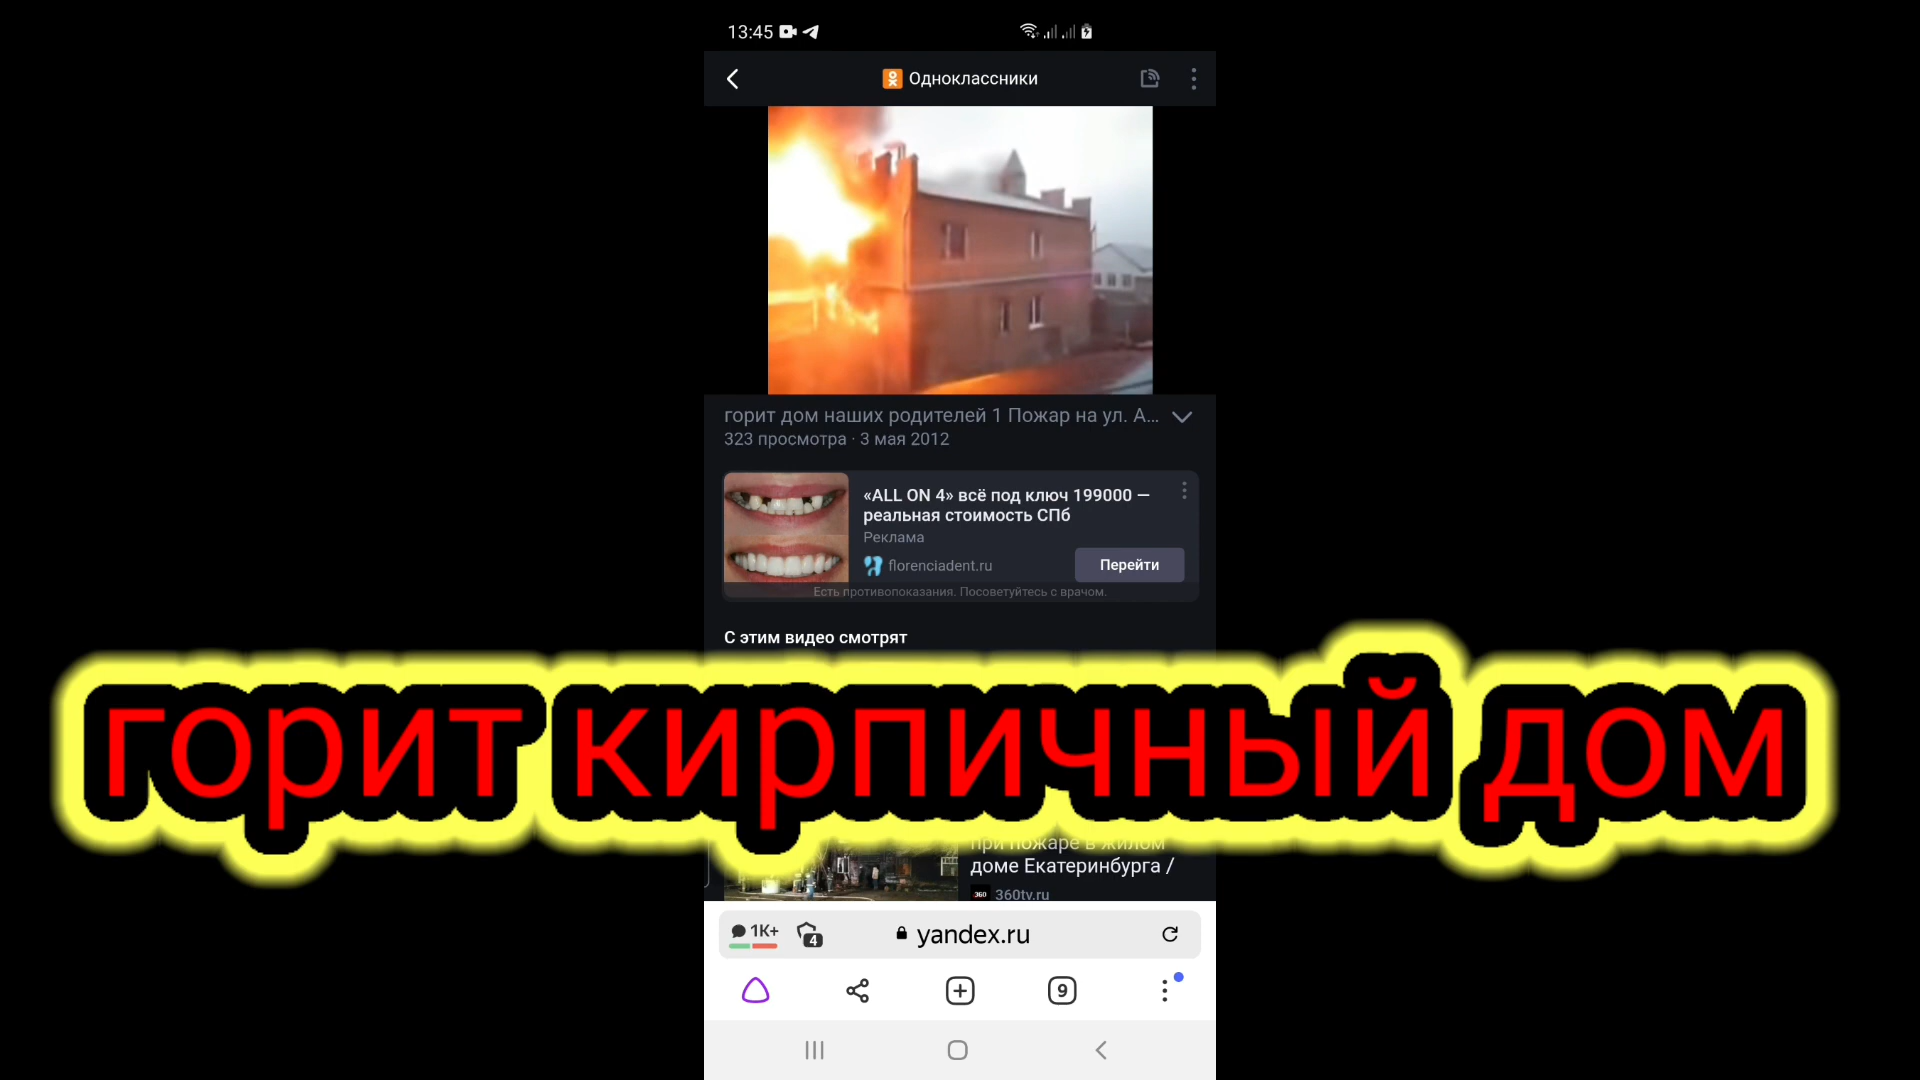 13:45
Одноклассники
горит дом наших родителей 1 Пожар на ул. А...
323 просмотра · 3 мая 2012
«ALL ON 4» всё под ключ 199000 —
реальная стоимость СПб
Реклама
florenciadent.ru
Перейти
Есть противопоказания. Посоветуйтесь с врачом.
С этим видео смотрят
горит кирпичный дом
при пожаре в жилом
доме Екатеринбурга /
360 360tv.ru
1K+ 4 yandex.ru
9